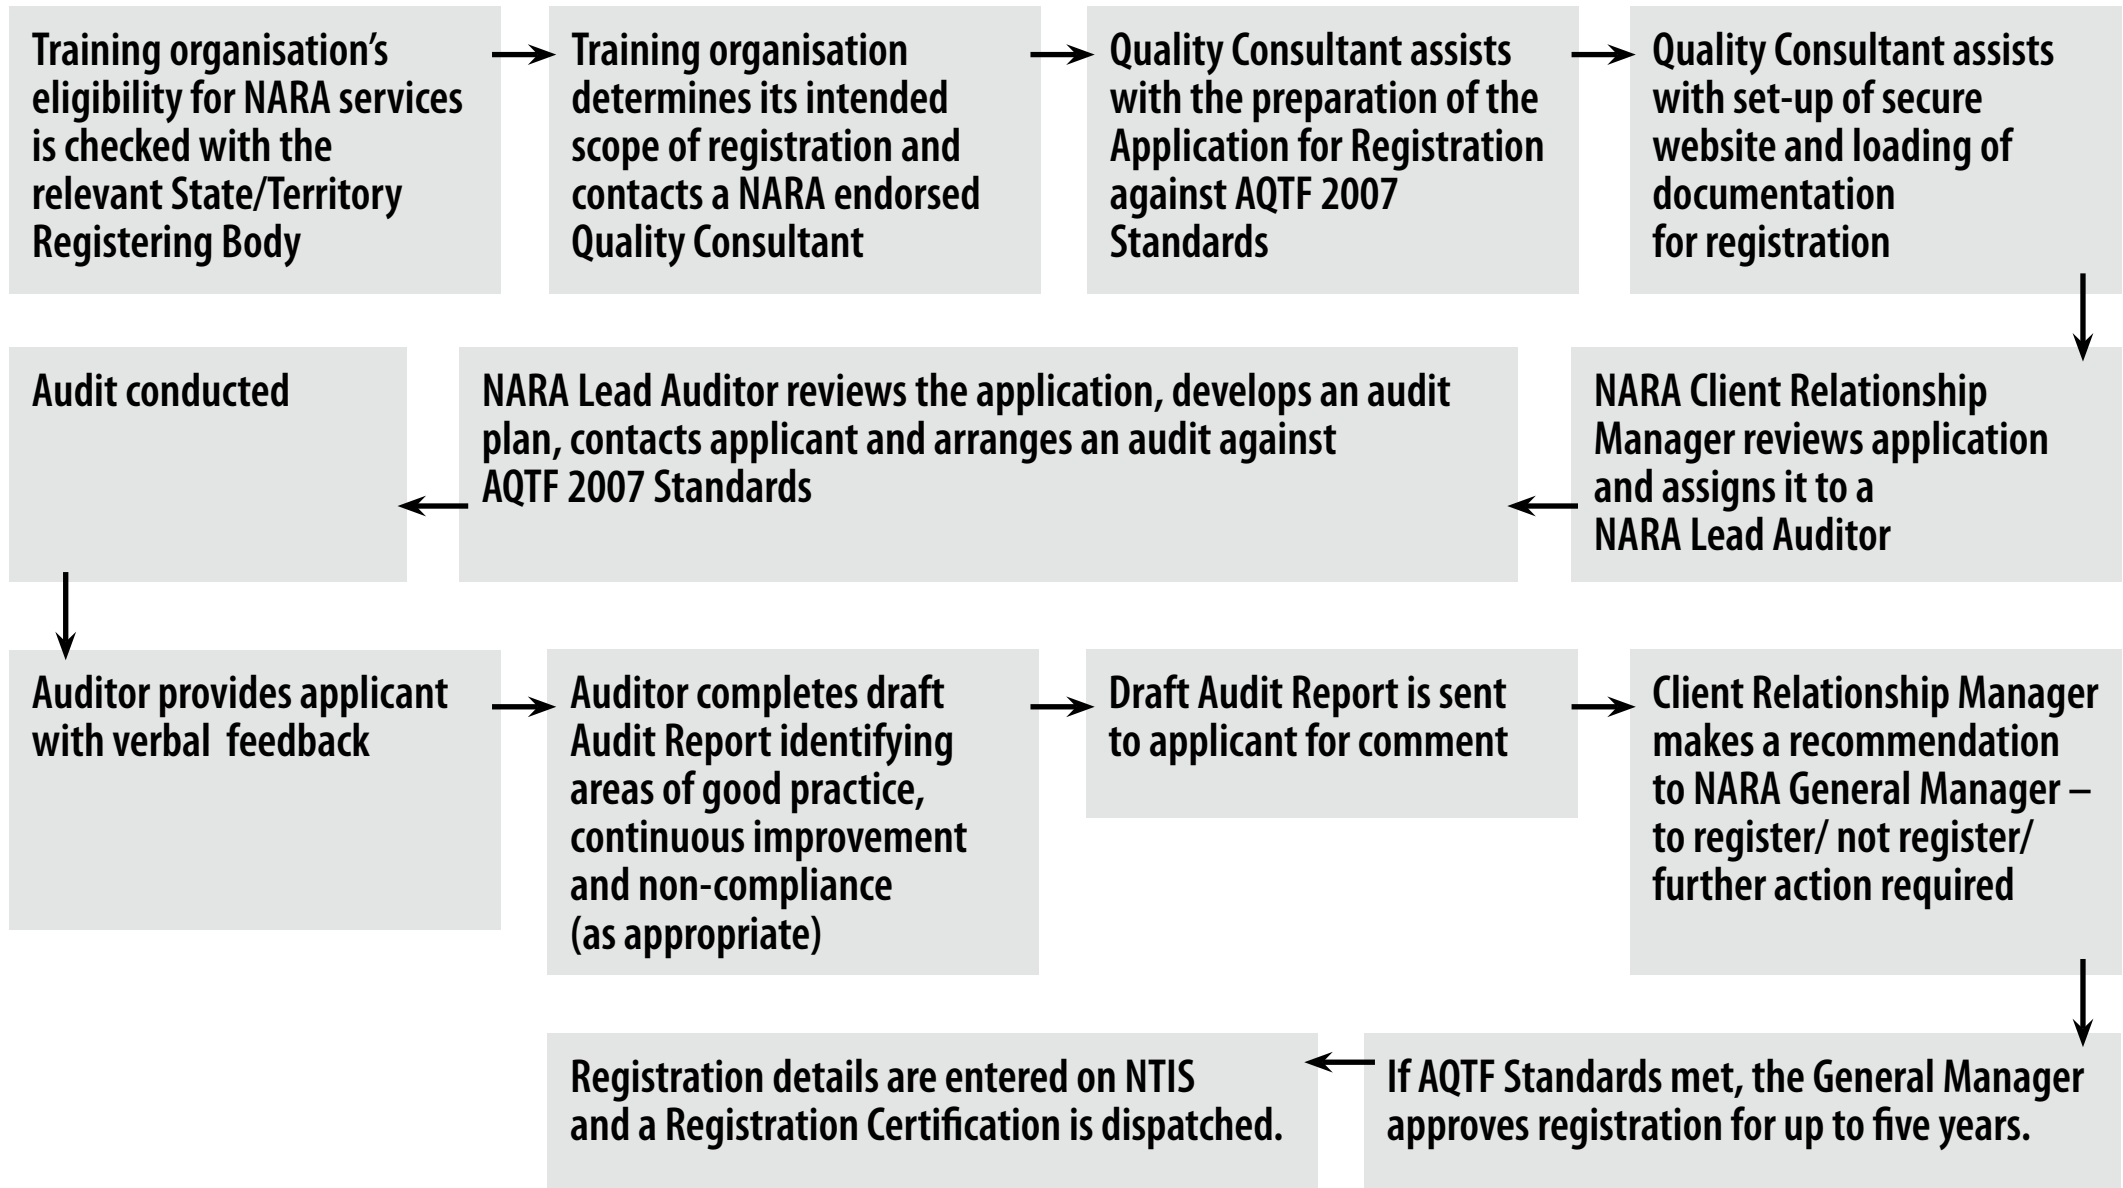 Training organisation's
eligibility for NARA services
is checked with the
relevant State/Territory
Registering Body
Training organisation
determines its intended
scope of registration and
contacts a NARA endorsed
Quality Consultant
Quality Consultant assists
with the preparation of the
Application for Registration
against AQTF 2007
Standards
Quality Consultant assists
with set-up of secure
website and loading of
documentation
for registration
NARA Client Relationship
Manager reviews application
and assigns it to a
NARA Lead Auditor
NARA Lead Auditor reviews the application, develops an audit
plan, contacts applicant and arranges an audit against
AQTF 2007 Standards
Audit conducted
Auditor provides applicant
with verbal  feedback
Auditor completes draft
Audit Report identifying
areas of good practice,
continuous improvement
and non-compliance
(as appropriate)
Draft Audit Report is sent
to applicant for comment
Client Relationship Manager
makes a recommendation
to NARA General Manager –
to register/ not register/
further action required
If AQTF Standards met, the General Manager
approves registration for up to five years.
Registration details are entered on NTIS
and a Registration Certification is dispatched.